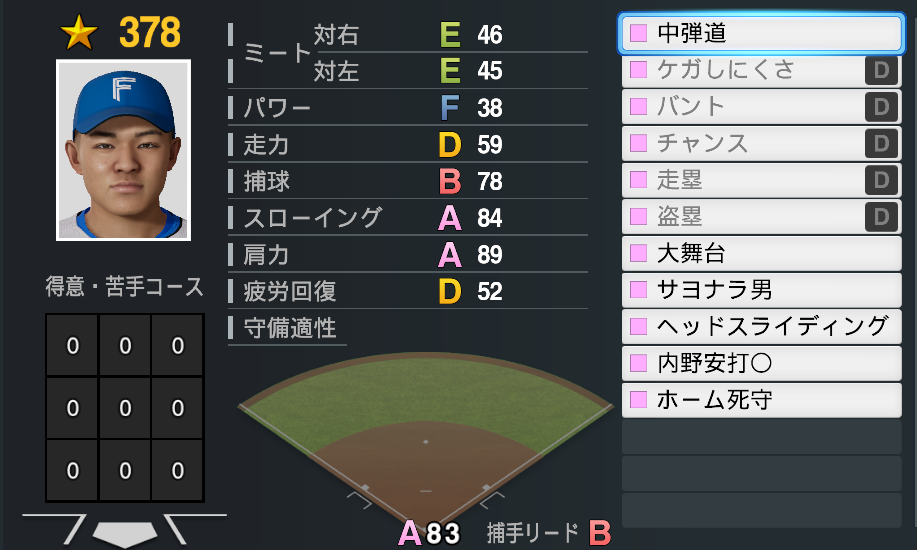 378
F
ミート 対右 E 46
対左 E 45
パワー F 38
走力 D 59
捕球 B 78
スローイング A 84
肩力 A 89
疲労回復 D 52
守備適性
A 83 捕手リード B
得意・苦手コース
0 0 0
0 0 0
0 0 0
中弾道
ケガしにくさ D
バント D
チャンス D
走塁 D
盗塁 D
大舞台
サヨナラ男
ヘッドスライディング
内野安打〇
ホーム死守